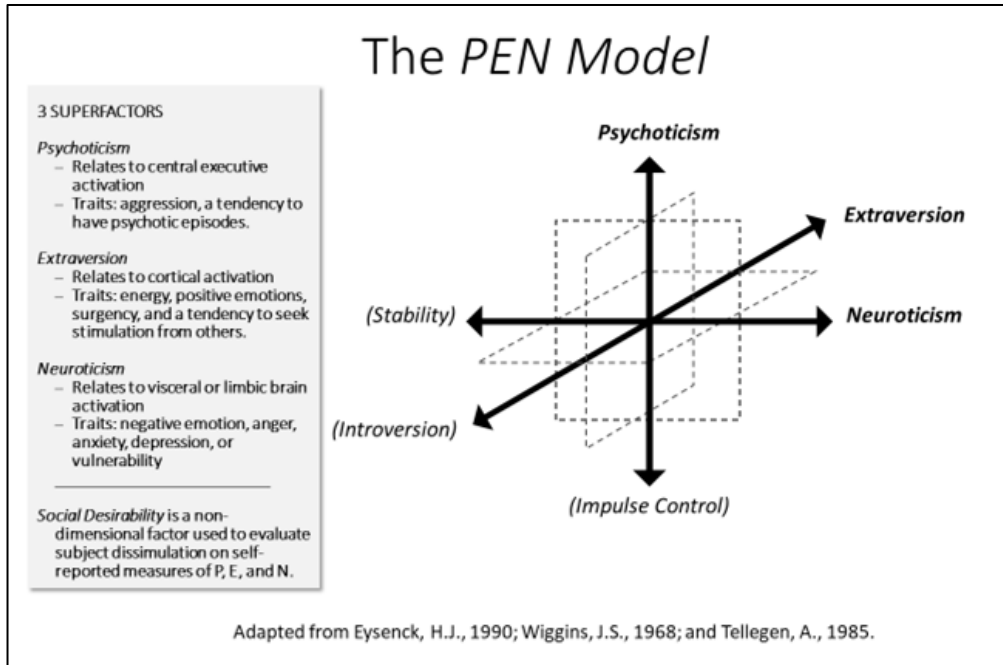 The PEN Model
3 SUPERFACTORS
Psychoticism
– Relates to central executive
activation
– Traits: aggression, a tendency to
have psychotic episodes.
Extraversion
– Relates to cortical activation
– Traits: energy, positive emotions,
surgency, and a tendency to seek
stimulation from others.
Neuroticism
– Relates to visceral or limbic brain
activation
– Traits: negative emotion, anger,
anxiety, depression, or
vulnerability
Social Desirability is a non-
dimensional factor used to evaluate
subject dissimulation on self-
reported measures of P, E, and N.
Psychoticism
Extraversion
(Stability)
Neuroticism
(Introversion)
(Impulse Control)
Adapted from Eysenck, H.J., 1990; Wiggins, J.S., 1968; and Tellegen, A., 1985.